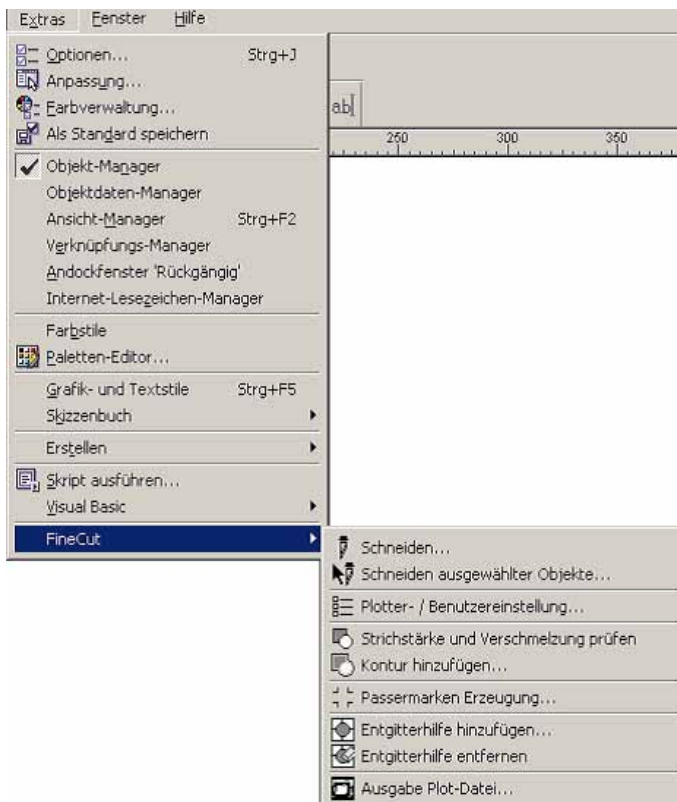 Extras Fenster Hilfe
Optionen... Strg+J
Anpassung...
Farbverwaltung...
Als Standard speichern
ab
250 300 350
Objekt-Manager
Objektdaten-Manager
Ansicht-Manager Strg+F2
Verknüpfungs-Manager
Andockfenster 'Rückgängig'
Internet-Lesezeichen-Manager
Farbstile
Paletten-Editor...
Grafik- und Textstile Strg+F5
Skizzenbuch
Erstellen
Skript ausführen...
Visual Basic
FineCut
Schneiden...
Schneiden ausgewählter Objekte...
Plotter- / Benutzereinstellung...
Strichstärke und Verschmelzung prüfen
Kontur hinzufügen...
Passermarken Erzeugung...
Entgitterhilfe hinzufügen...
Entgitterhilfe entfernen
Ausgabe Plot-Datei...